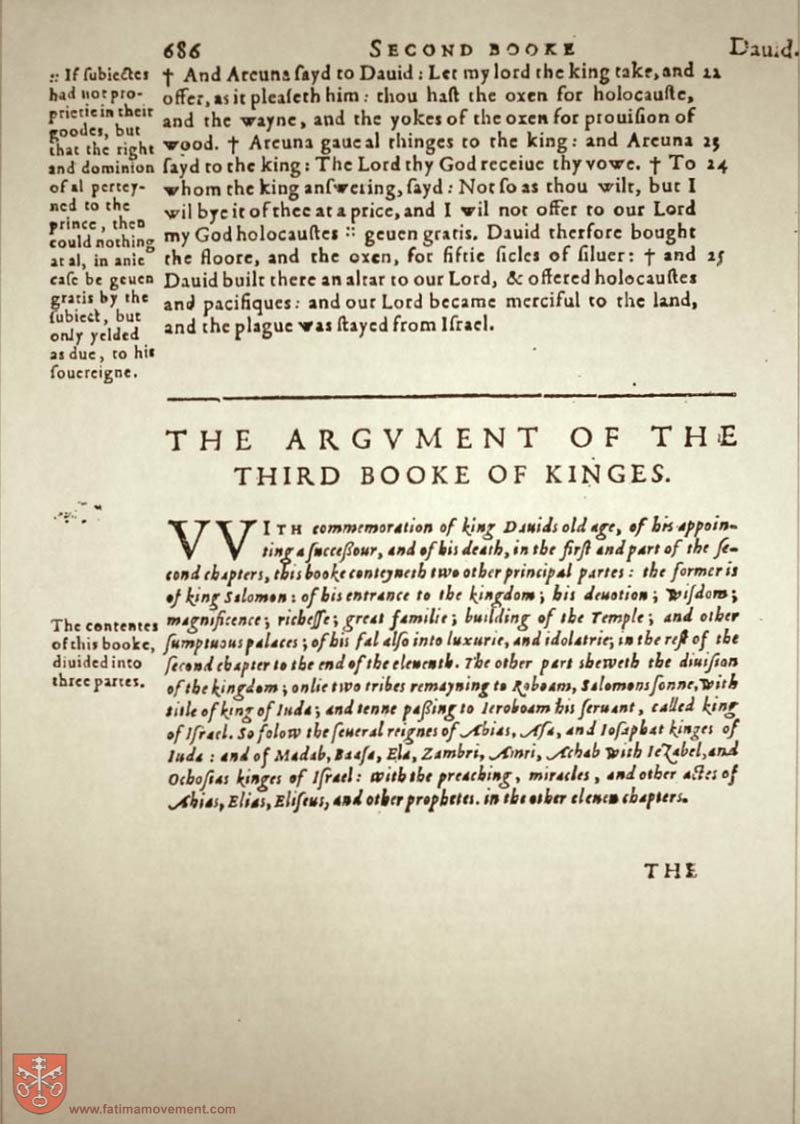 686 SECOND BOOKE Dauid.
:: If ſubiectes
had not pro-
prietie in their
goodes, but
that the right
and dominion
of al pertey-
ned to the
prince, then
could nothing
at al, in anie
caſe be geuen
gratis by the
ſubiect, but
only yelded
as due, to his
ſouereigne.
† And Areuna ſayd to Dauid: Let my lord the king take, and 22
offer, as it pleaſeth him: thou haſt the oxen for holocauſte,
and the wayne, and the yokes of the oxen for prouiſion of
wood. † Areuna gaue al thinges to the king: and Areuna 23
ſayd to the king: The Lord thy God receiue thy vowe. † To 24
whom the king anſwering, ſayd: Not ſo as thou wilt, but I
wil bye it of thee at a price, and I wil not offer to our Lord
my God holocauſtes :: geuen gratis. Dauid therfore bought
the floore, and the oxen, for fiftie ſicles of ſiluer: † and 25
Dauid built there an altar to our Lord, & offered holocauſtes
and pacifiques: and our Lord became merciful to the land,
and the plague was ſtayed from Iſrael.
THE ARGVMENT OF THE
THIRD BOOKE OF KINGES.
VVITH commemoration of king Dauids old age, of his appoin-
ting a ſucceſſour, and of his death, in the firſt and part of the ſe-
cond chapters, this booke conteyneth two other principal partes: the former is
of king Salomon: of his entrance to the kingdom; his deuotion; wiſdom;
magnificence; richeſſe; great familie; building of the Temple; and other
ſumptuous palaces; of his fal alſo into luxurie, and idolatrie; in the reſt of the
ſecond chapter to the end of the eleuenth. The other part sheweth the diuiſion
of the kingdom; onlie two tribes remayning to Roboam, Salomons ſonne, with
title of king of Iuda; and tenne paſſing to Ieroboam his ſeruant, called king
of Iſrael. So folow the ſeueral reignes of Abias, Aſa, and Ioſaphat kinges of
Iuda: and of Madab, Baaſa, Ela, Zambri, Amri, Achab with Iezabel, and
Ochoſias kinges of Iſrael: with the preaching, miracles, and other actes of
Ahias, Elias, Eliſeus, and other prophetes. in the other eleuen chapters.
The contentes
of this booke,
diuided into
three partes.
THE
www.fatimamovement.com